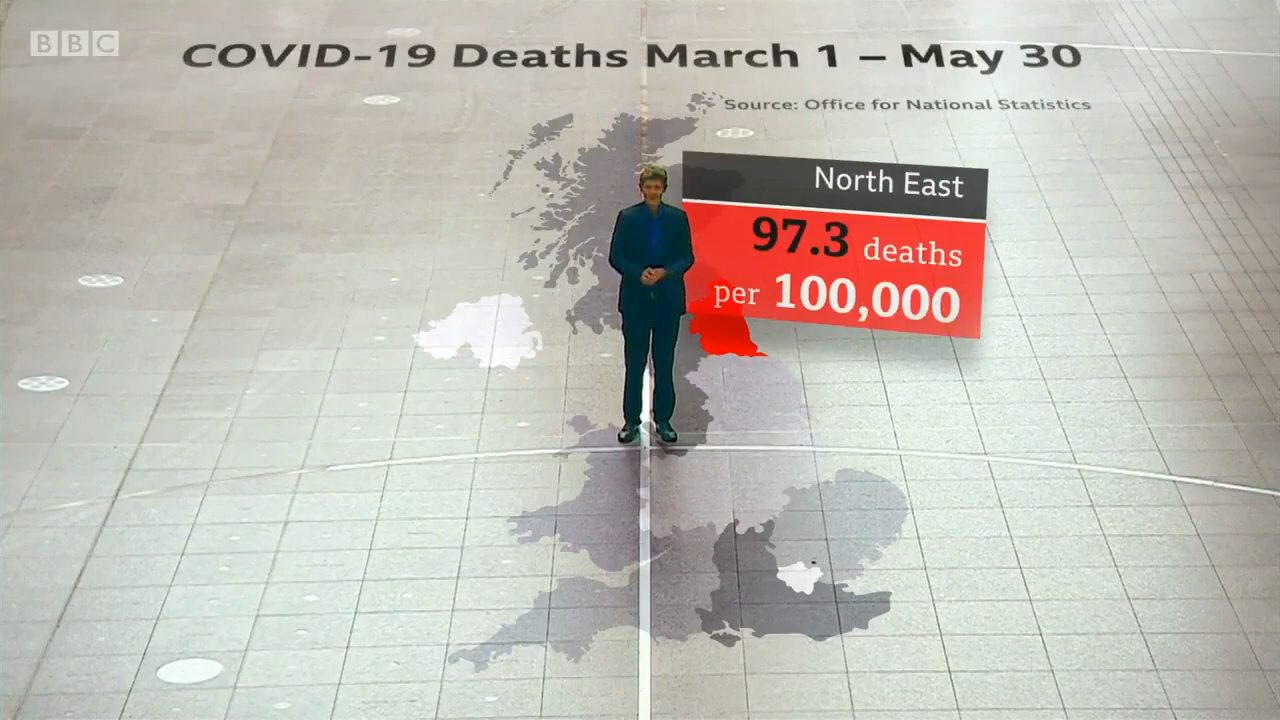 BBC
COVID-19 Deaths March 1 – May 30
Source: Office for National Statistics
North East
97.3 deaths
per 100,000